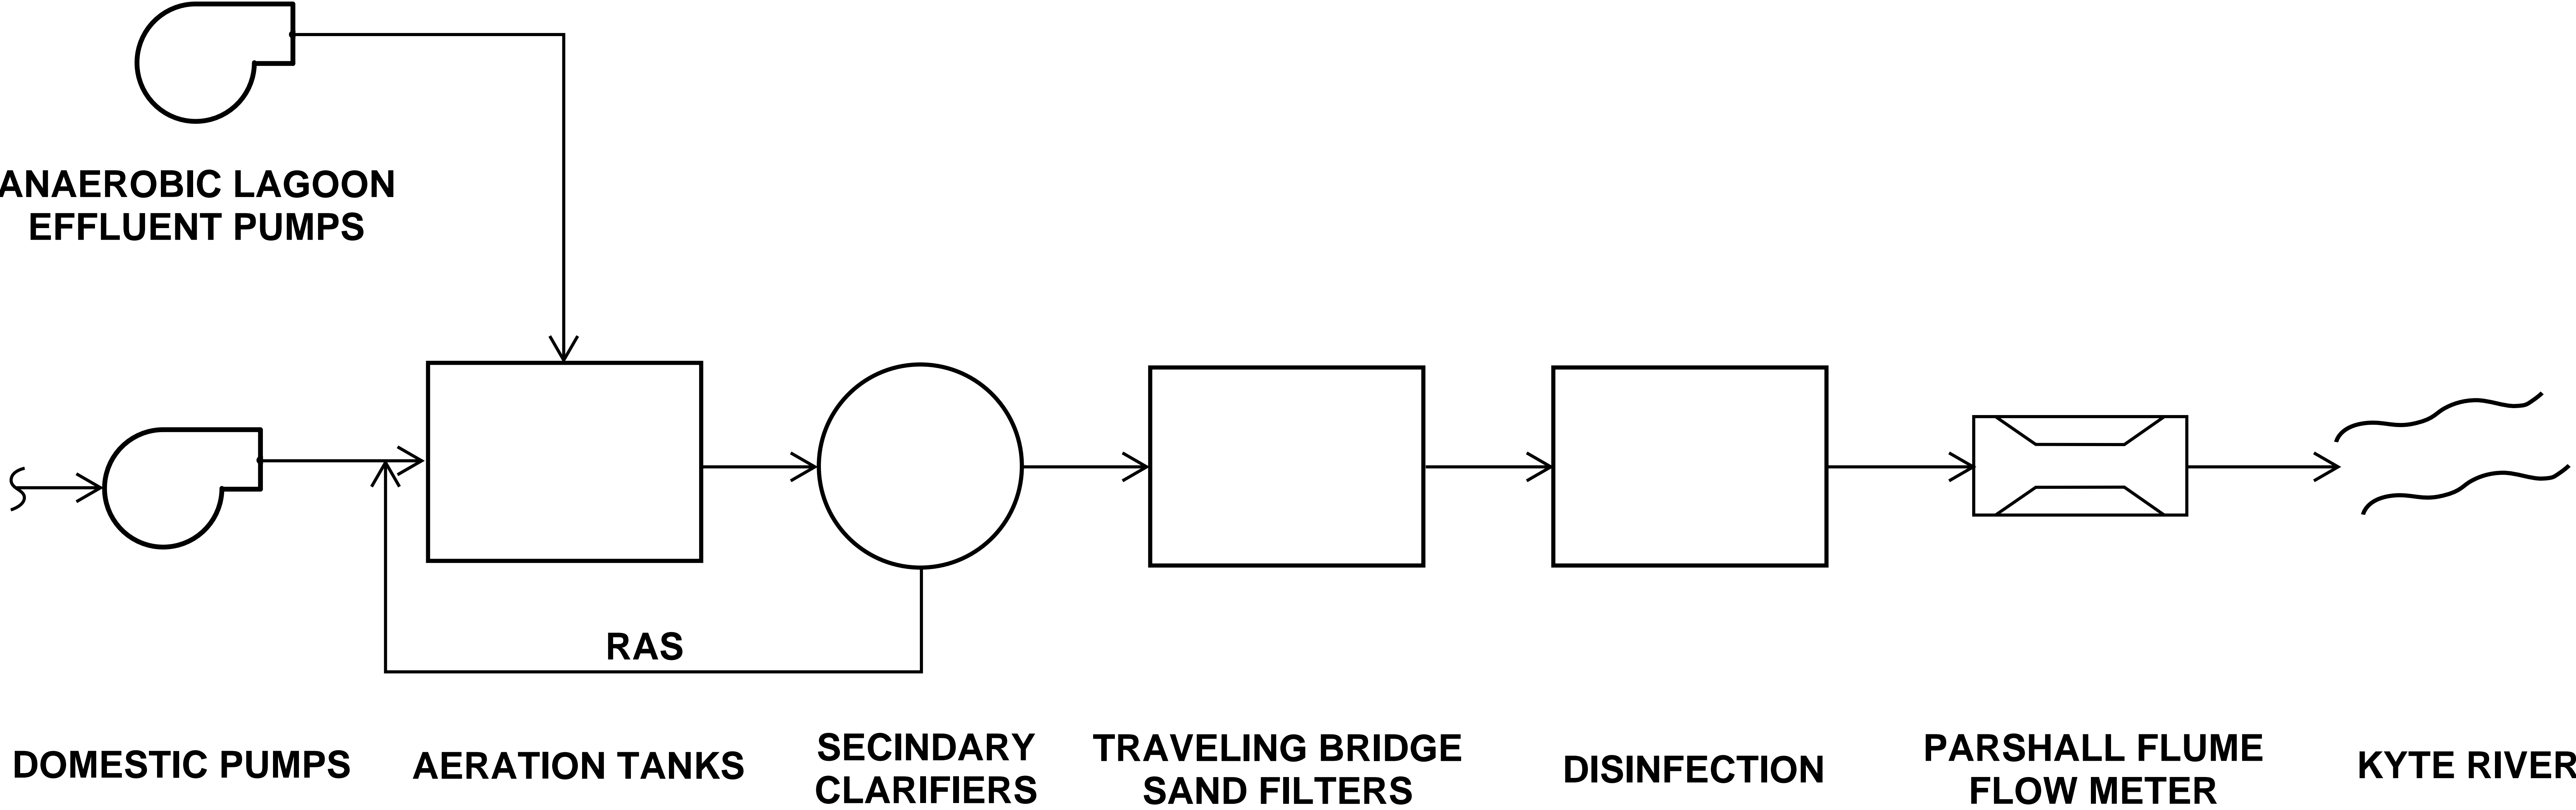 ANAEROBIC LAGOON
EFFLUENT PUMPS
RAS
DOMESTIC PUMPS
AERATION TANKS
SECINDARY
CLARIFIERS
TRAVELING BRIDGE
SAND FILTERS
DISINFECTION
PARSHALL FLUME
FLOW METER
KYTE RIVER